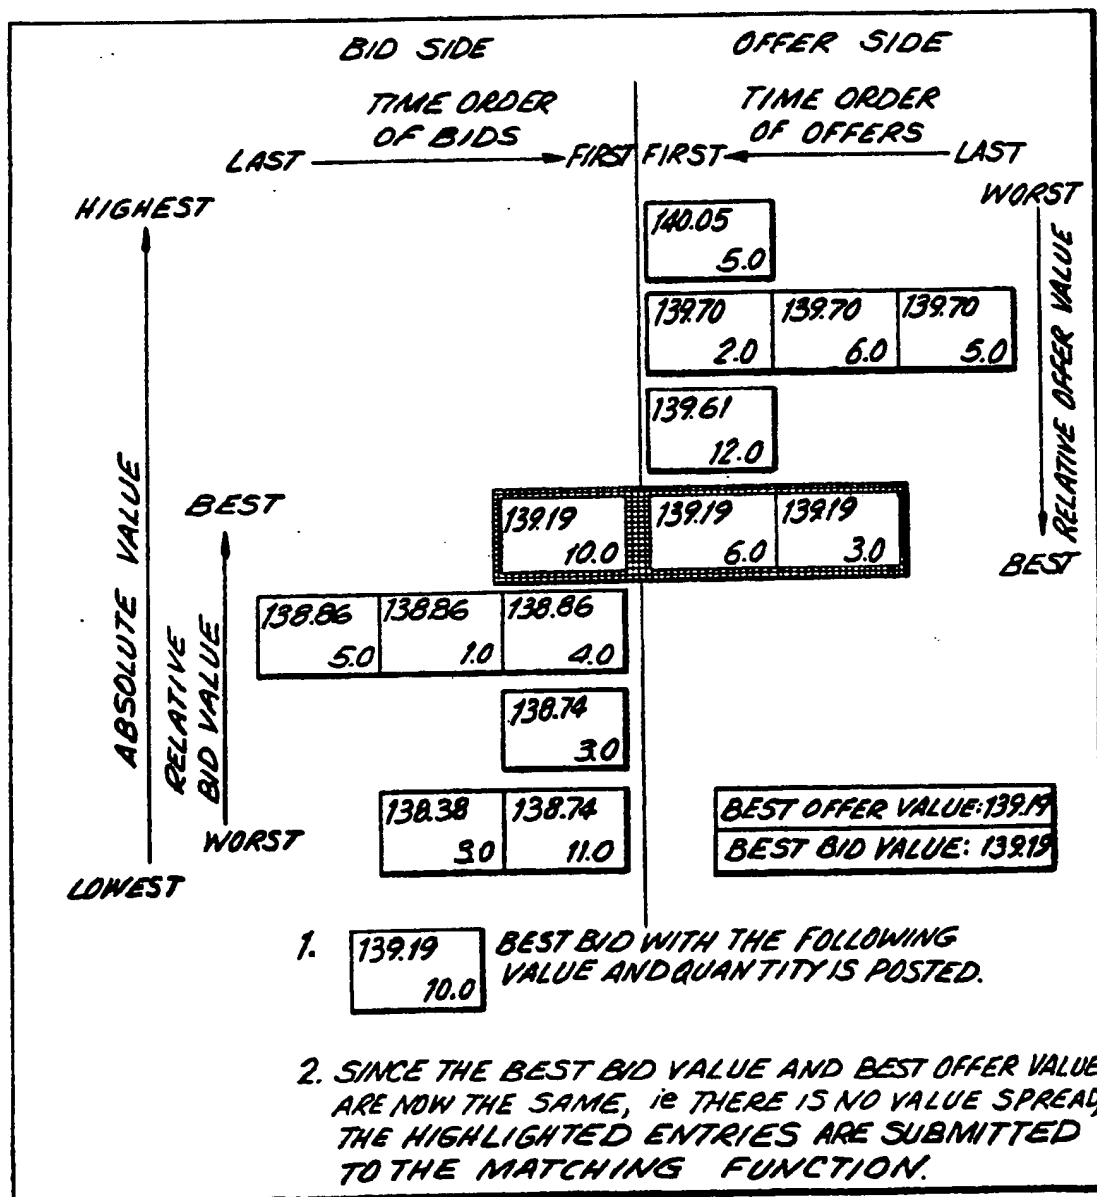 BID SIDE
OFFER SIDE
TIME ORDER
OF BIDS
TIME ORDER
OF OFFERS
LAST
FIRST
FIRST
LAST
HIGHEST
WORST
140.05
5.0
139.70
2.0
139.70
6.0
139.70
5.0
RELATIVE OFFER VALUE
139.61
12.0
BEST
139.19
10.0
139.19
6.0
139.19
3.0
BEST
ABSOLUTE VALUE
RELATIVE
BID VALUE
138.86
5.0
138.86
1.0
138.86
4.0
138.74
3.0
138.38
3.0
138.74
11.0
WORST
LOWEST
BEST OFFER VALUE: 139.19
BEST BID VALUE: 139.19
1. 139.19
10.0
BEST BID WITH THE FOLLOWING
VALUE AND QUANTITY IS POSTED.
2. SINCE THE BEST BID VALUE AND BEST OFFER VALUE
ARE NOW THE SAME, ie THERE IS NO VALUE SPREAD,
THE HIGHLIGHTED ENTRIES ARE SUBMITTED
TO THE MATCHING FUNCTION.